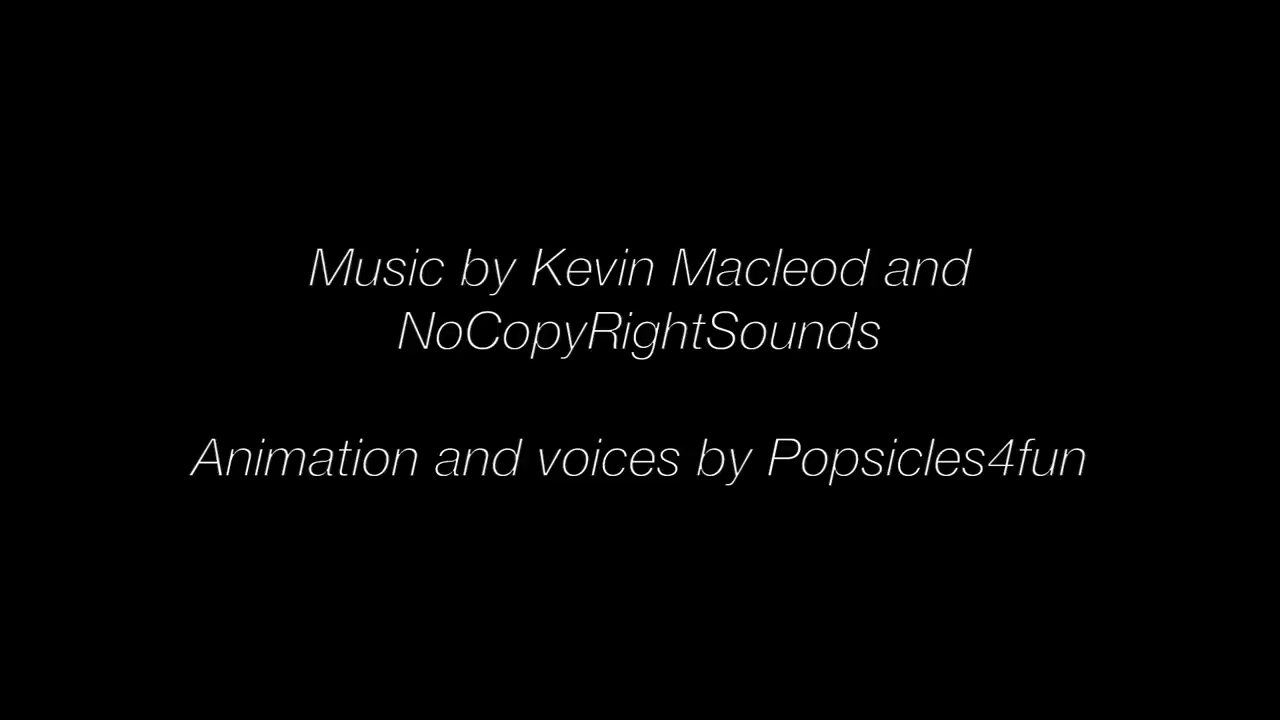 Music by Kevin Macleod and
NoCopyRightSounds
Animation and voices by Popsicles4fun